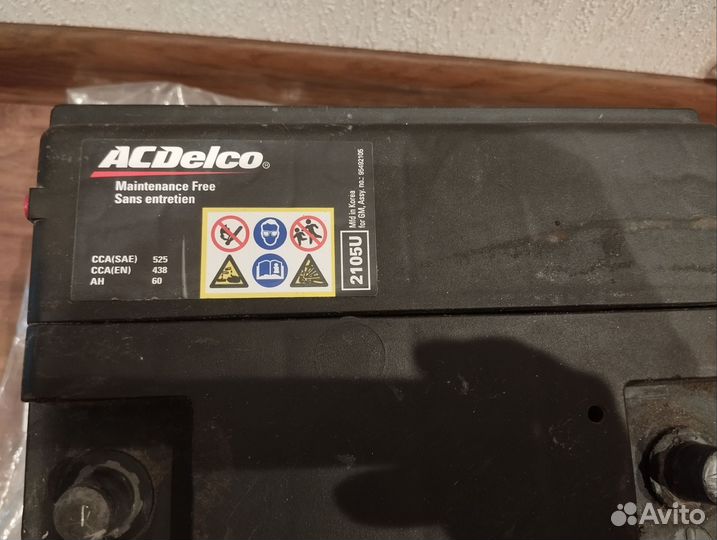 ACDelco®
Maintenance Free
Sans entretien
CCA(SAE) 525
CCA(EN) 438
AH 60
Mfd in Korea
for GM, Assy. no.: 95492105
2105U
Avito